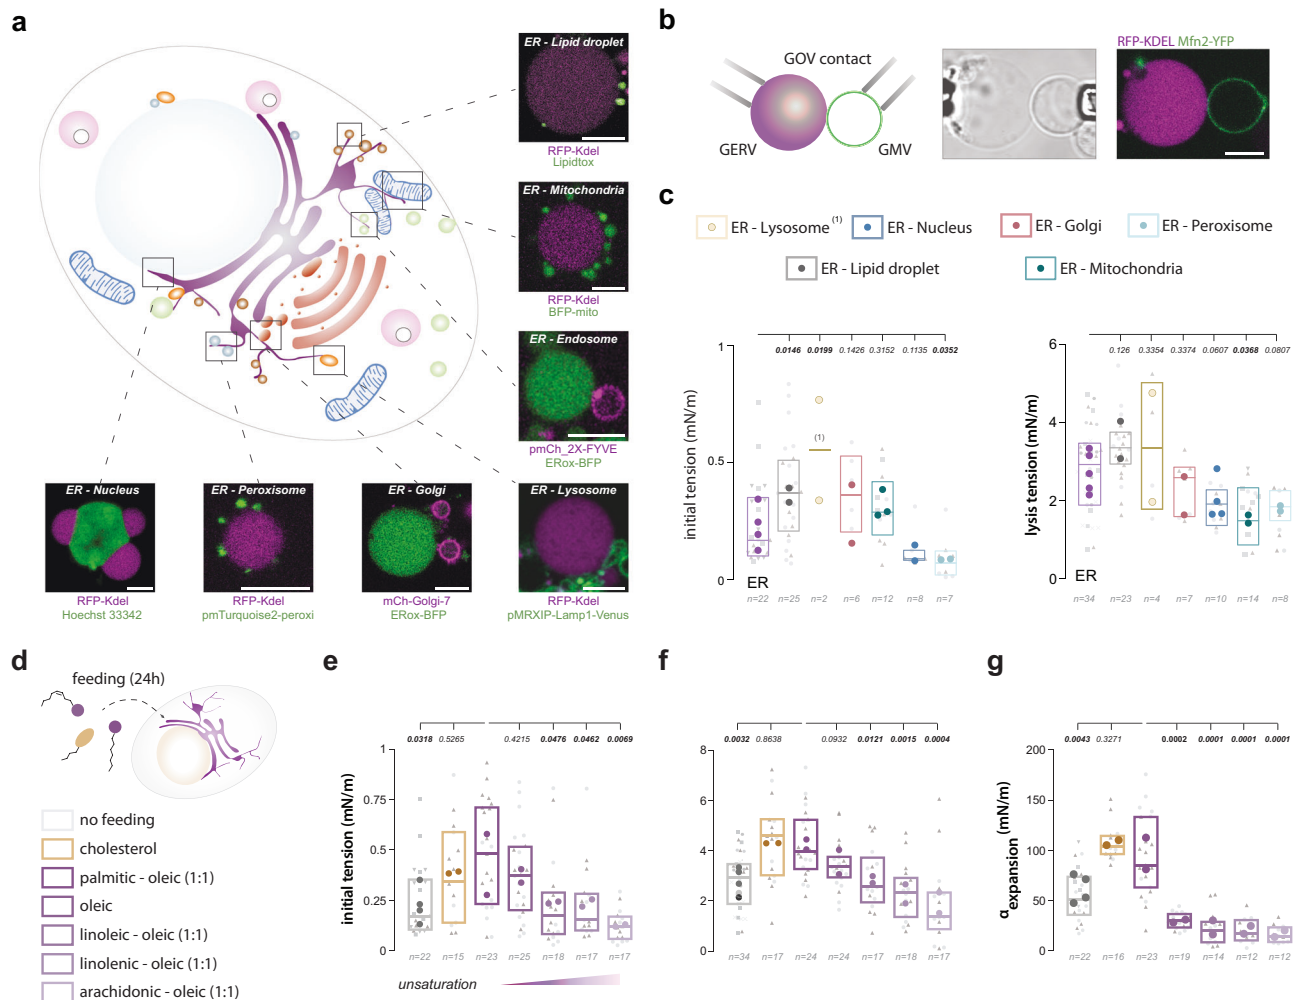 a
ER - Lipid droplet
RFP-Kdel
Lipidtox
ER - Mitochondria
RFP-Kdel
BFP-mito
ER - Endosome
pmCh_2X-FYVE
ERox-BFP
ER - Nucleus
RFP-Kdel
Hoechst 33342
ER - Peroxisome
RFP-Kdel
pmTurquoise2-peroxi
ER - Golgi
mCh-Golgi-7
ERox-BFP
ER - Lysosome
RFP-Kdel
pMRXIP-Lamp1-Venus
b
GOV contact
GERV
GMV
RFP-KDEL Mfn2-YFP
c
ER - Lysosome (1)
ER - Nucleus
ER - Golgi
ER - Peroxisome
ER - Lipid droplet
ER - Mitochondria
initial tension (mN/m)
1
0.5
0
0.0146 0.0199 0.1426 0.3152 0.1135 0.0352
(1)
ER
n=22 n=25 n=2 n=6 n=12 n=8 n=7
lysis tension (mN/m)
6
4
2
0
0.126 0.3354 0.3374 0.0607 0.0368 0.0807
ER
n=34 n=23 n=4 n=7 n=10 n=14 n=8
d
feeding (24h)
no feeding
cholesterol
palmitic - oleic (1:1)
oleic
linoleic - oleic (1:1)
linolenic - oleic (1:1)
arachidonic - oleic (1:1)
e
0.0318 0.5265 0.4215 0.0476 0.0462 0.0069
initial tension (mN/m)
1
0.75
0.5
0.25
0
n=22 n=15 n=23 n=25 n=18 n=17 n=17
unsaturation
f
0.0032 0.8638 0.0932 0.0121 0.0015 0.0004
8
6
4
2
0
n=34 n=17 n=24 n=24 n=17 n=18 n=17
g
0.0043 0.3271 0.0002 0.0001 0.0001 0.0001
αexpansion (mN/m)
200
150
100
50
0
n=22 n=16 n=23 n=19 n=14 n=12 n=12